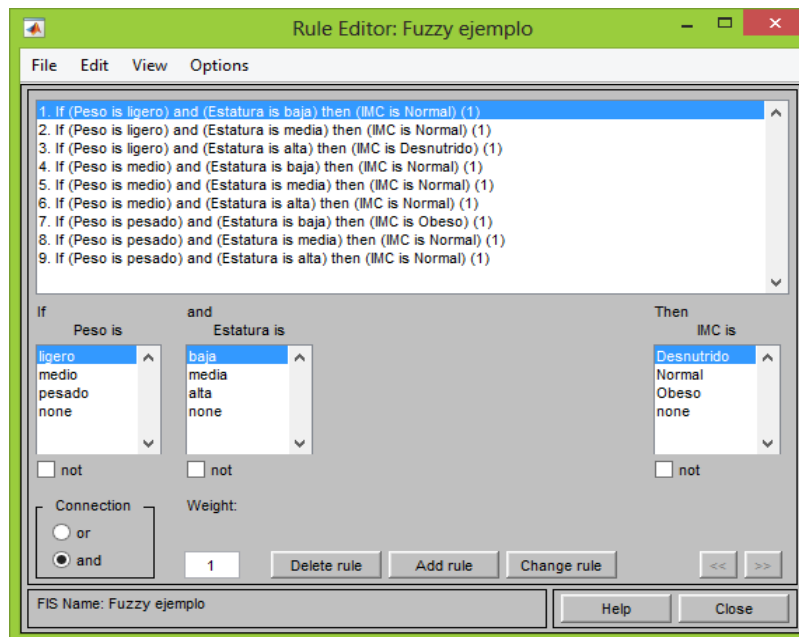 Rule Editor: Fuzzy ejemplo
File Edit View Options
1. If (Peso is ligero) and (Estatura is baja) then (IMC is Normal) (1)
2. If (Peso is ligero) and (Estatura is media) then (IMC is Normal) (1)
3. If (Peso is ligero) and (Estatura is alta) then (IMC is Desnutrido) (1)
4. If (Peso is medio) and (Estatura is baja) then (IMC is Normal) (1)
5. If (Peso is medio) and (Estatura is media) then (IMC is Normal) (1)
6. If (Peso is medio) and (Estatura is alta) then (IMC is Normal) (1)
7. If (Peso is pesado) and (Estatura is baja) then (IMC is Obeso) (1)
8. If (Peso is pesado) and (Estatura is media) then (IMC is Normal) (1)
9. If (Peso is pesado) and (Estatura is alta) then (IMC is Normal) (1)
If
Peso is
ligero
medio
pesado
none
not
and
Estatura is
baja
media
alta
none
not
Then
IMC is
Desnutrido
Normal
Obeso
none
not
Connection
or
and
Weight:
1
Delete rule
Add rule
Change rule
<<
>>
FIS Name: Fuzzy ejemplo
Help
Close